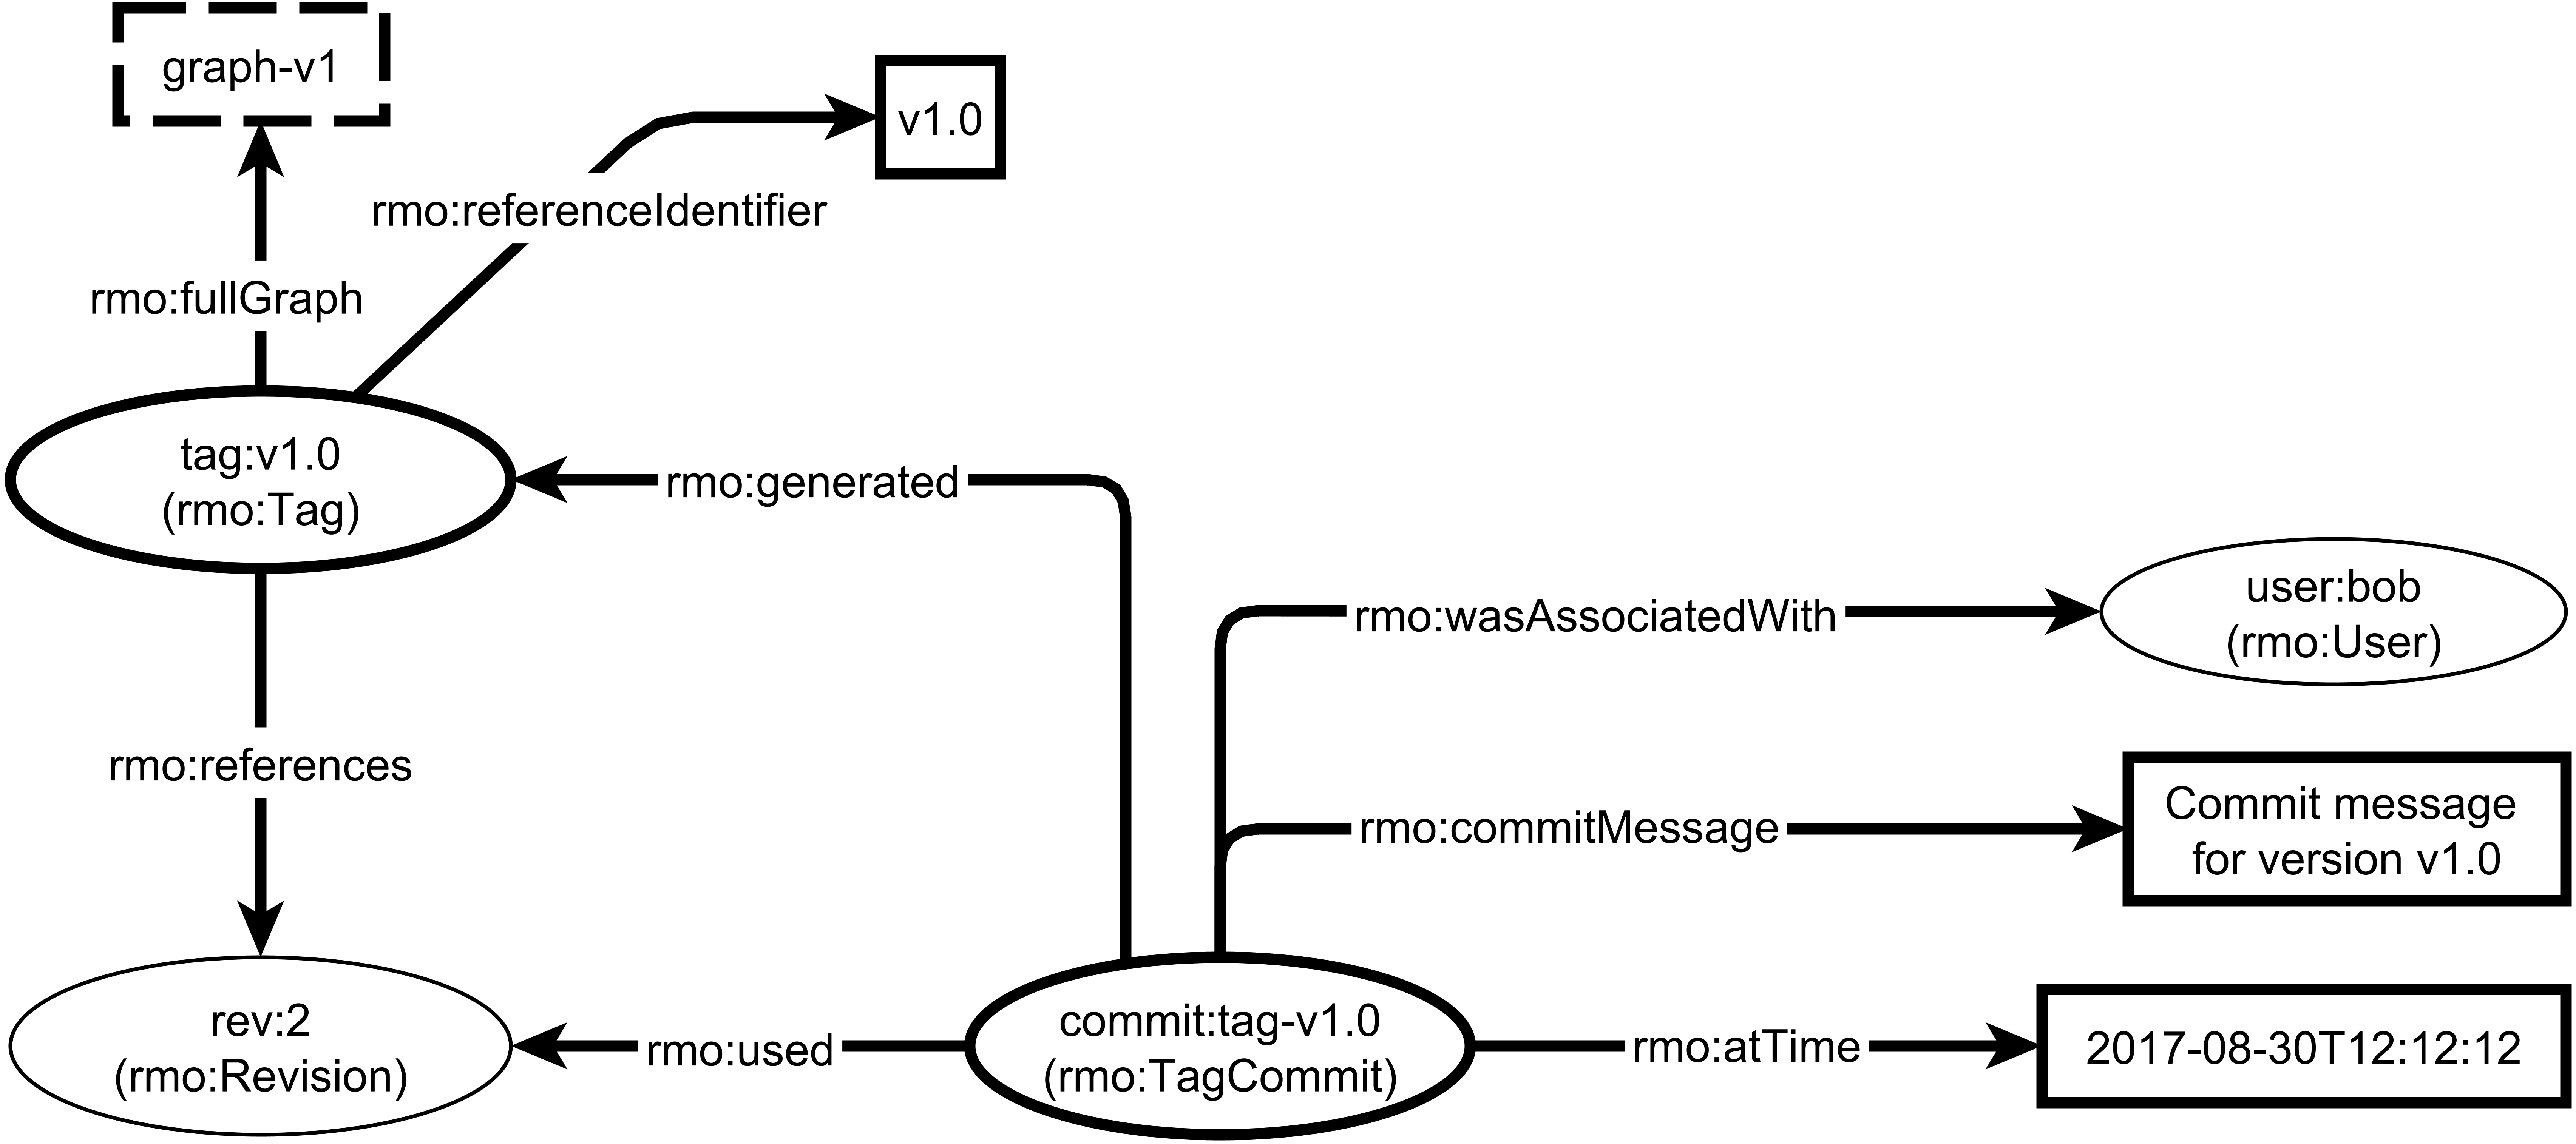 graph-v1
v1.0
rmo:referenceIdentifier
rmo:fullGraph
tag:v1.0
(rmo:Tag)
rmo:generated
user:bob
(rmo:User)
rmo:wasAssociatedWith
rmo:references
Commit message
for version v1.0
rmo:commitMessage
rev:2
(rmo:Revision)
rmo:used
commit:tag-v1.0
(rmo:TagCommit)
rmo:atTime
2017-08-30T12:12:12